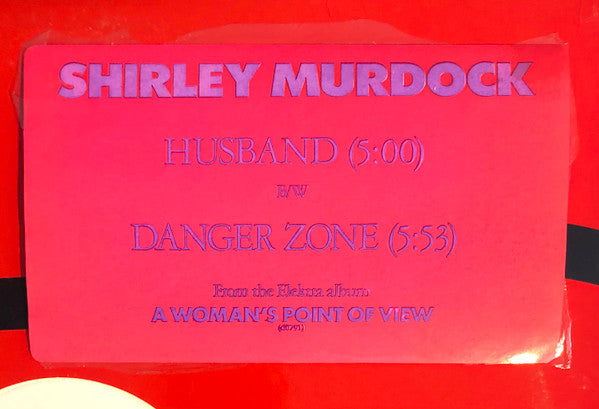 SHIRLEY MURDOCK
HUSBAND (5:00)
B/W
DANGER ZONE (5:53)
From the Elektra album
A WOMAN'S POINT OF VIEW